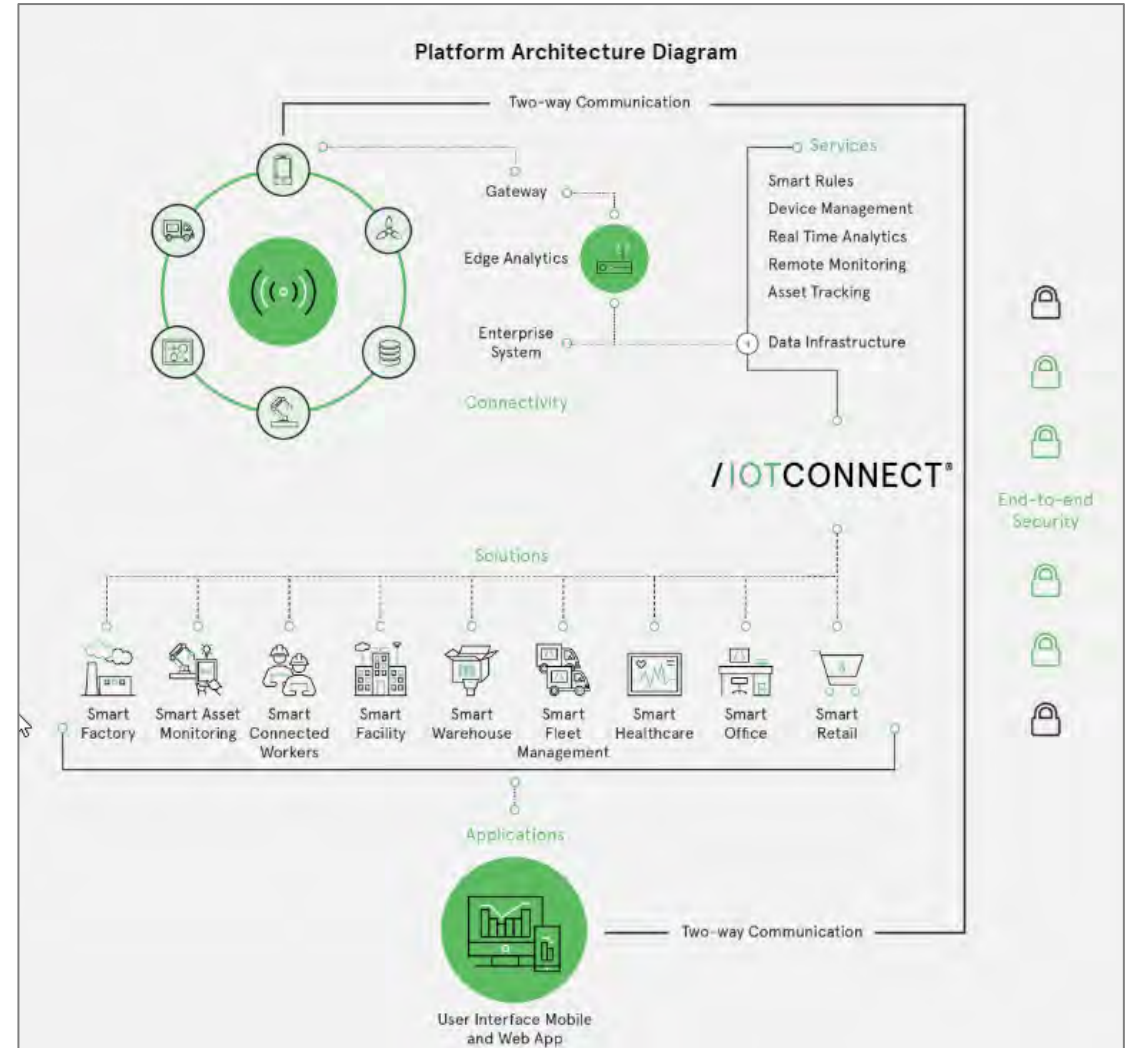 Platform Architecture Diagram
Two-way Communication
Services
Gateway
Smart Rules
Device Management
Real Time Analytics
Remote Monitoring
Asset Tracking
Edge Analytics
Enterprise
System
Data Infrastructure
Connectivity
/IOTCONNECT®
End-to-end
Security
Solutions
Smart
Factory
Smart Asset
Monitoring
Smart
Connected
Workers
Smart
Facility
Smart
Warehouse
Smart
Fleet
Management
Smart
Healthcare
Smart
Office
Smart
Retail
Applications
Two-way Communication
User Interface Mobile
and Web App